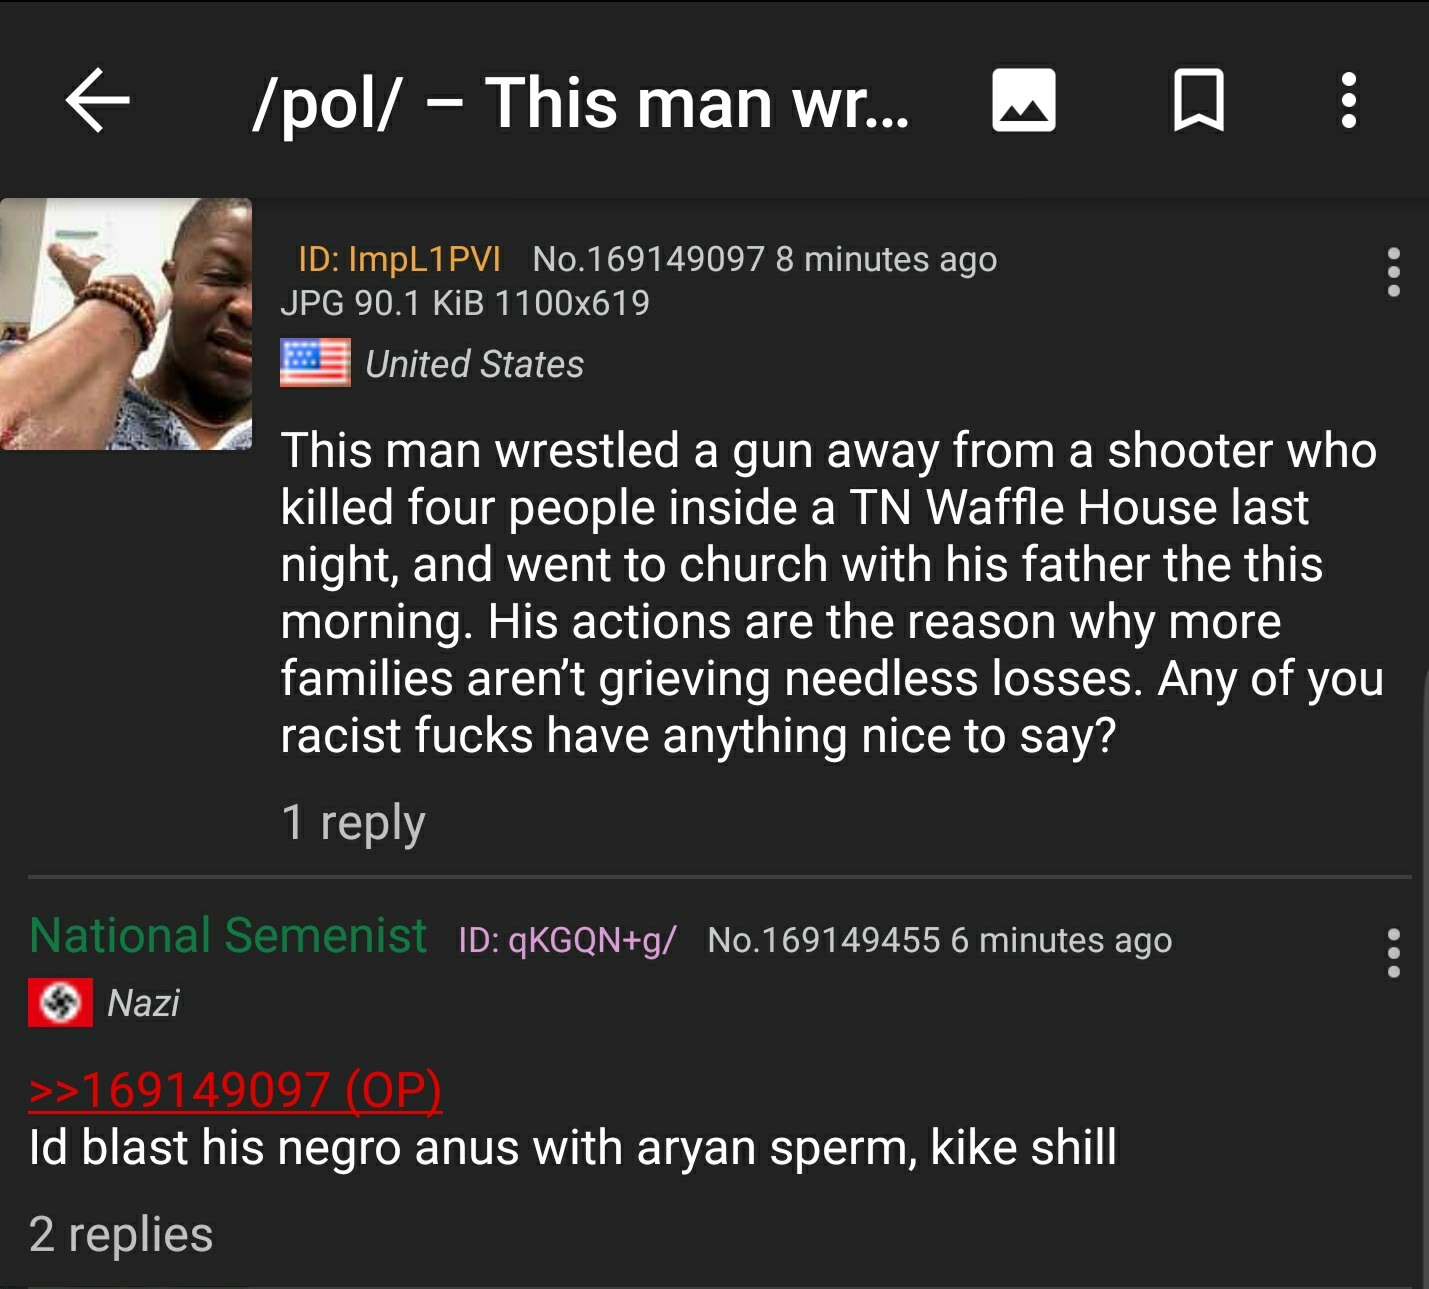 /pol/ – This man wr...
ID: ImpL1PVI No.169149097 8 minutes ago
JPG 90.1 KiB 1100x619
United States
This man wrestled a gun away from a shooter who
killed four people inside a TN Waffle House last
night, and went to church with his father the this
morning. His actions are the reason why more
families aren’t grieving needless losses. Any of you
racist fucks have anything nice to say?
1 reply
National Semenist ID: qKGQN+g/ No.169149455 6 minutes ago
Nazi
>>169149097 (OP)
Id blast his negro anus with aryan sperm, kike shill
2 replies